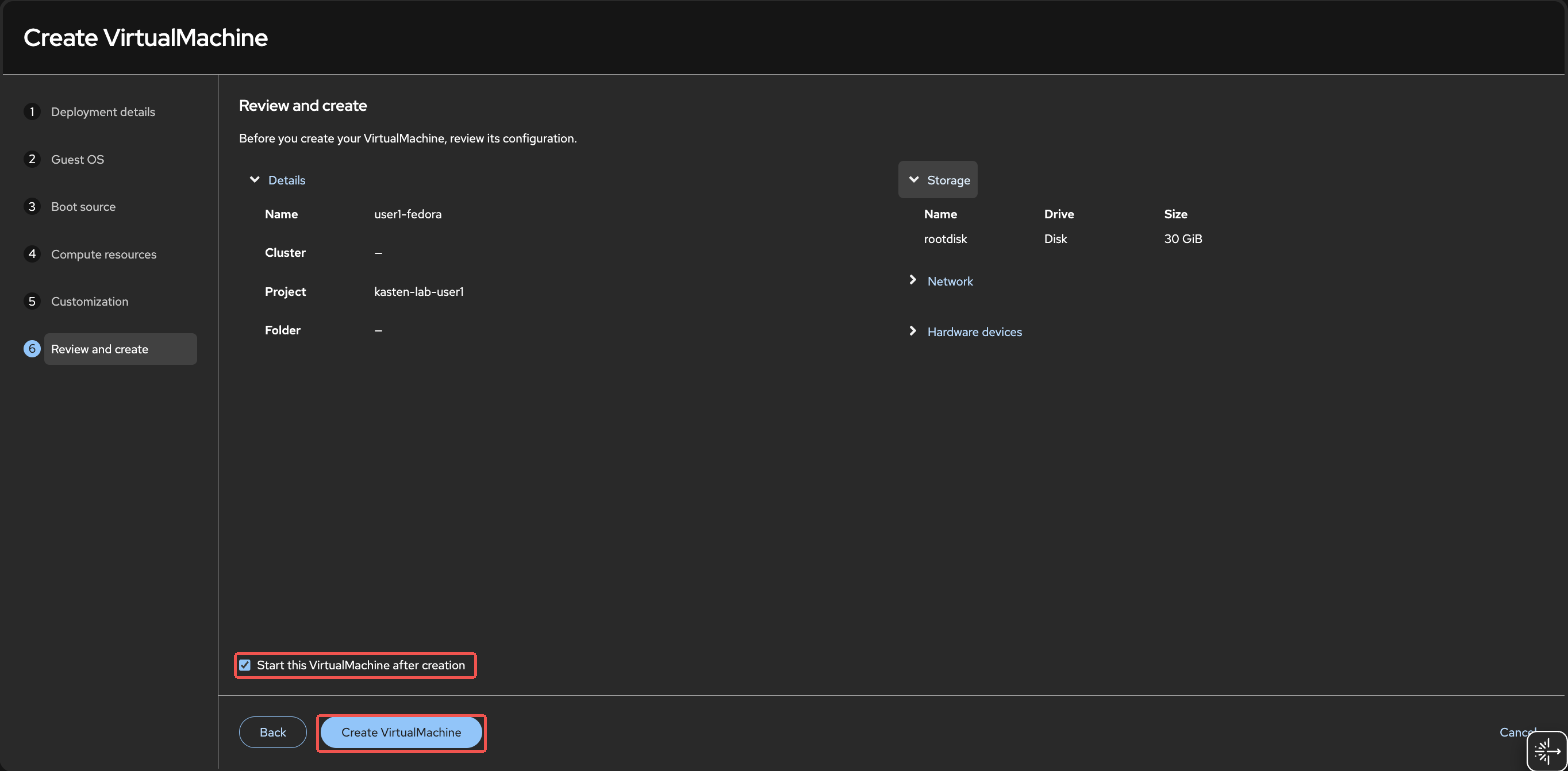 Create VirtualMachine
1 Deployment details
2 Guest OS
3 Boot source
4 Compute resources
5 Customization
6 Review and create
Review and create
Before you create your VirtualMachine, review its configuration.
Details
Name user1-fedora
Cluster –
Project kasten-lab-user1
Folder –
Storage
Name Drive Size
rootdisk Disk 30 GiB
Network
Hardware devices
Start this VirtualMachine after creation
Back Create VirtualMachine Cancel